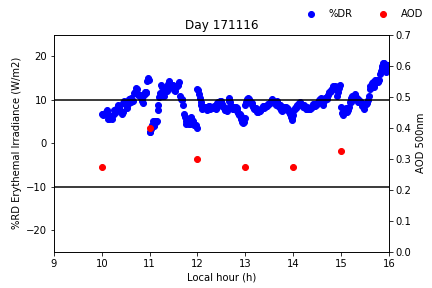 %DR AOD
Day 171116
20
10
0
−10
−20
%RD Erythermal Irradiance (W/m2)
0.7
0.6
0.5
0.4
0.3
0.2
0.1
0.0
AOD 500nm
9 10 11 12 13 14 15 16
Local hour (h)